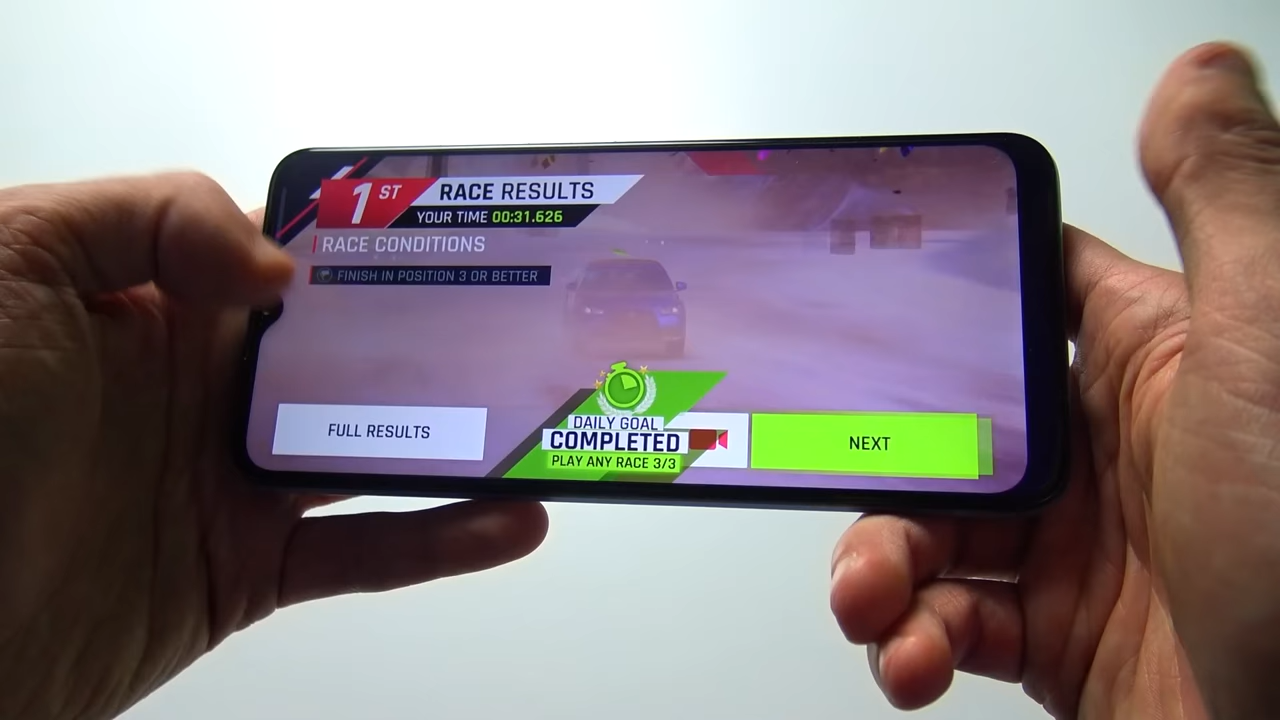 1ST
RACE RESULTS
YOUR TIME 00:31.626
RACE CONDITIONS
FINISH IN POSITION 3 OR BETTER
FULL RESULTS
DAILY GOAL
COMPLETED
PLAY ANY RACE 3/3
NEXT